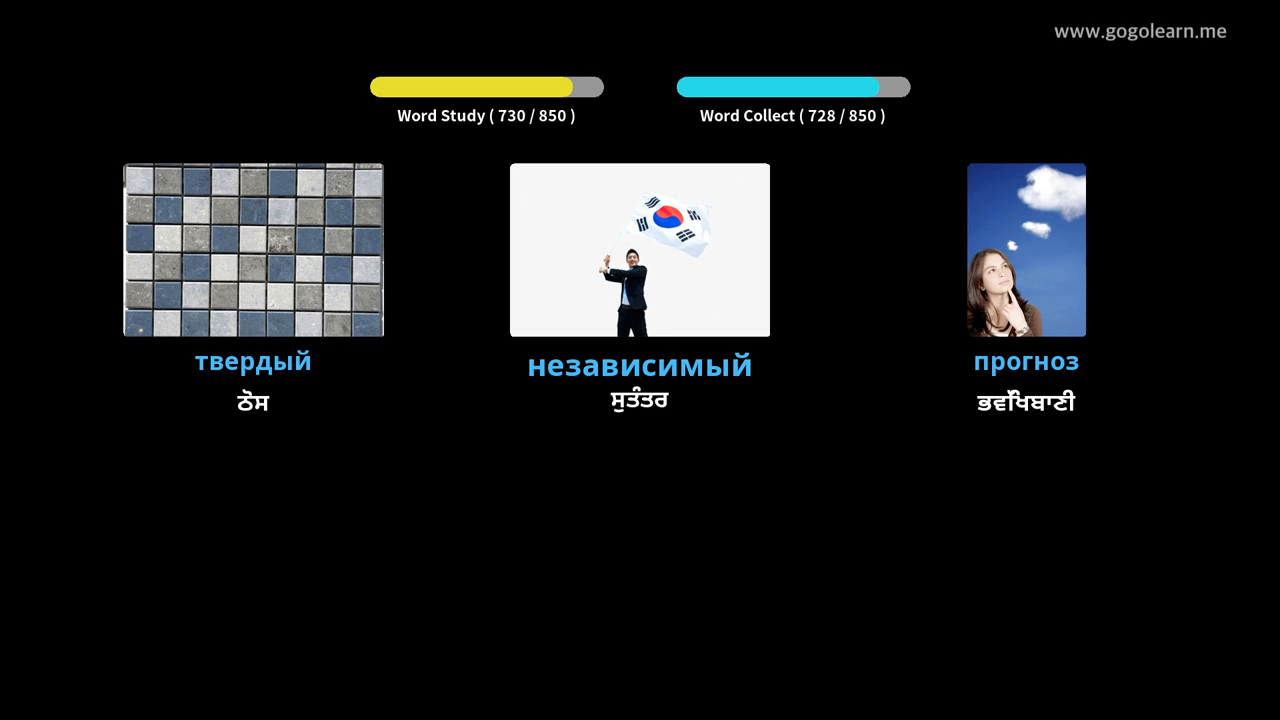 www.gogolearn.me
Word Study ( 730 / 850 )
Word Collect ( 728 / 850 )
твердый
независимый
прогноз
ਠੋਸ
ਸੁਤੰਤਰ
ਭਵਿੱਖਬਾਣੀ